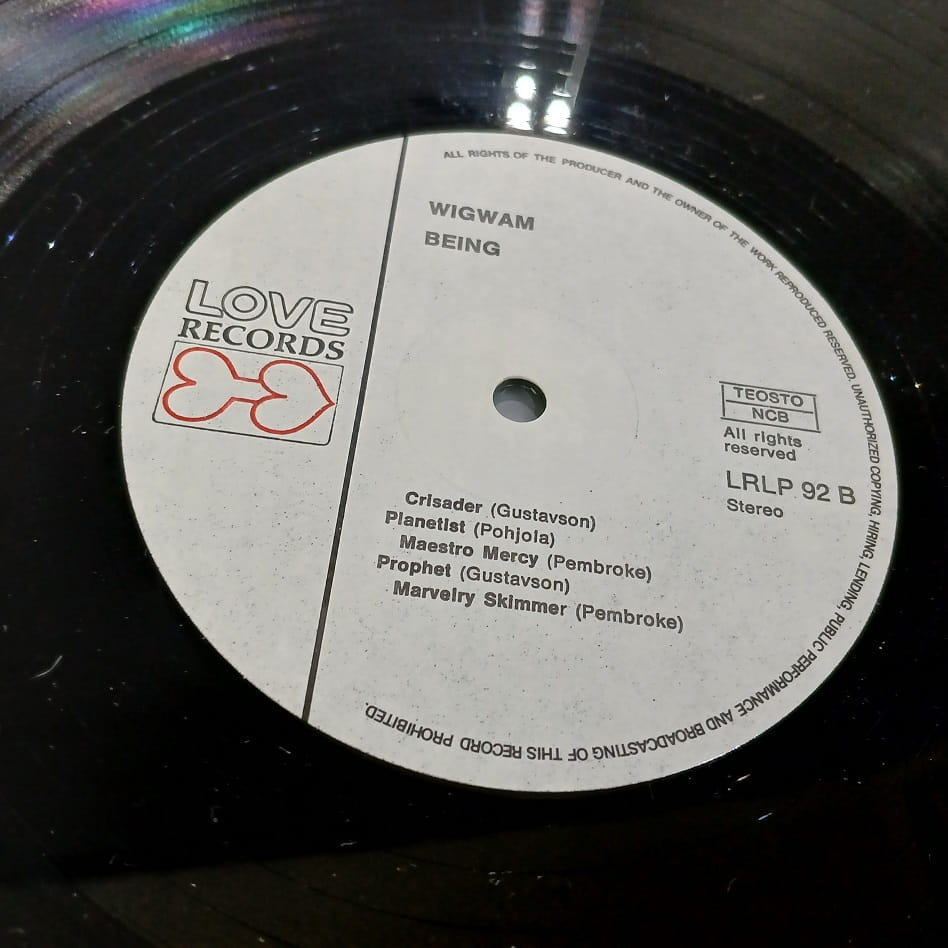 ALL RIGHTS OF THE PRODUCER AND THE OWNER OF THE WORK REPRODUCED RESERVED. UNAUTHORIZED COPYING, HIRING, LENDING, PUBLIC PERFORMANCE AND BROADCASTING OF THIS RECORD PROHIBITED.
WIGWAM
BEING
LOVE
RECORDS
TEOSTO
NCB
All rights
reserved
LRLP 92 B
Stereo
Crisader (Gustavson)
Planetist (Pohjola)
Maestro Mercy (Pembroke)
Prophet (Gustavson)
Marvelry Skimmer (Pembroke)